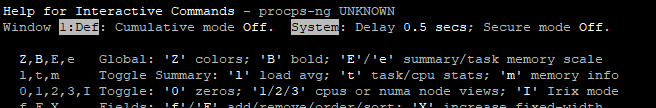 Help for Interactive Commands - procps-ng UNKNOWN
Window 1:Def: Cumulative mode Off.  System: Delay 0.5 secs; Secure mode Off.
Z,B,E,e   Global: 'Z' colors; 'B' bold; 'E'/'e' summary/task memory scale
l,t,m     Toggle Summary: 'l' load avg; 't' task/cpu stats; 'm' memory info
0,1,2,3,I Toggle: '0' zeros; '1/2/3' cpus or numa node views; 'I' Irix mode
f,F,X     Fields: 'f'/'F' add/remove/order/sort; 'X' increase fixed-width